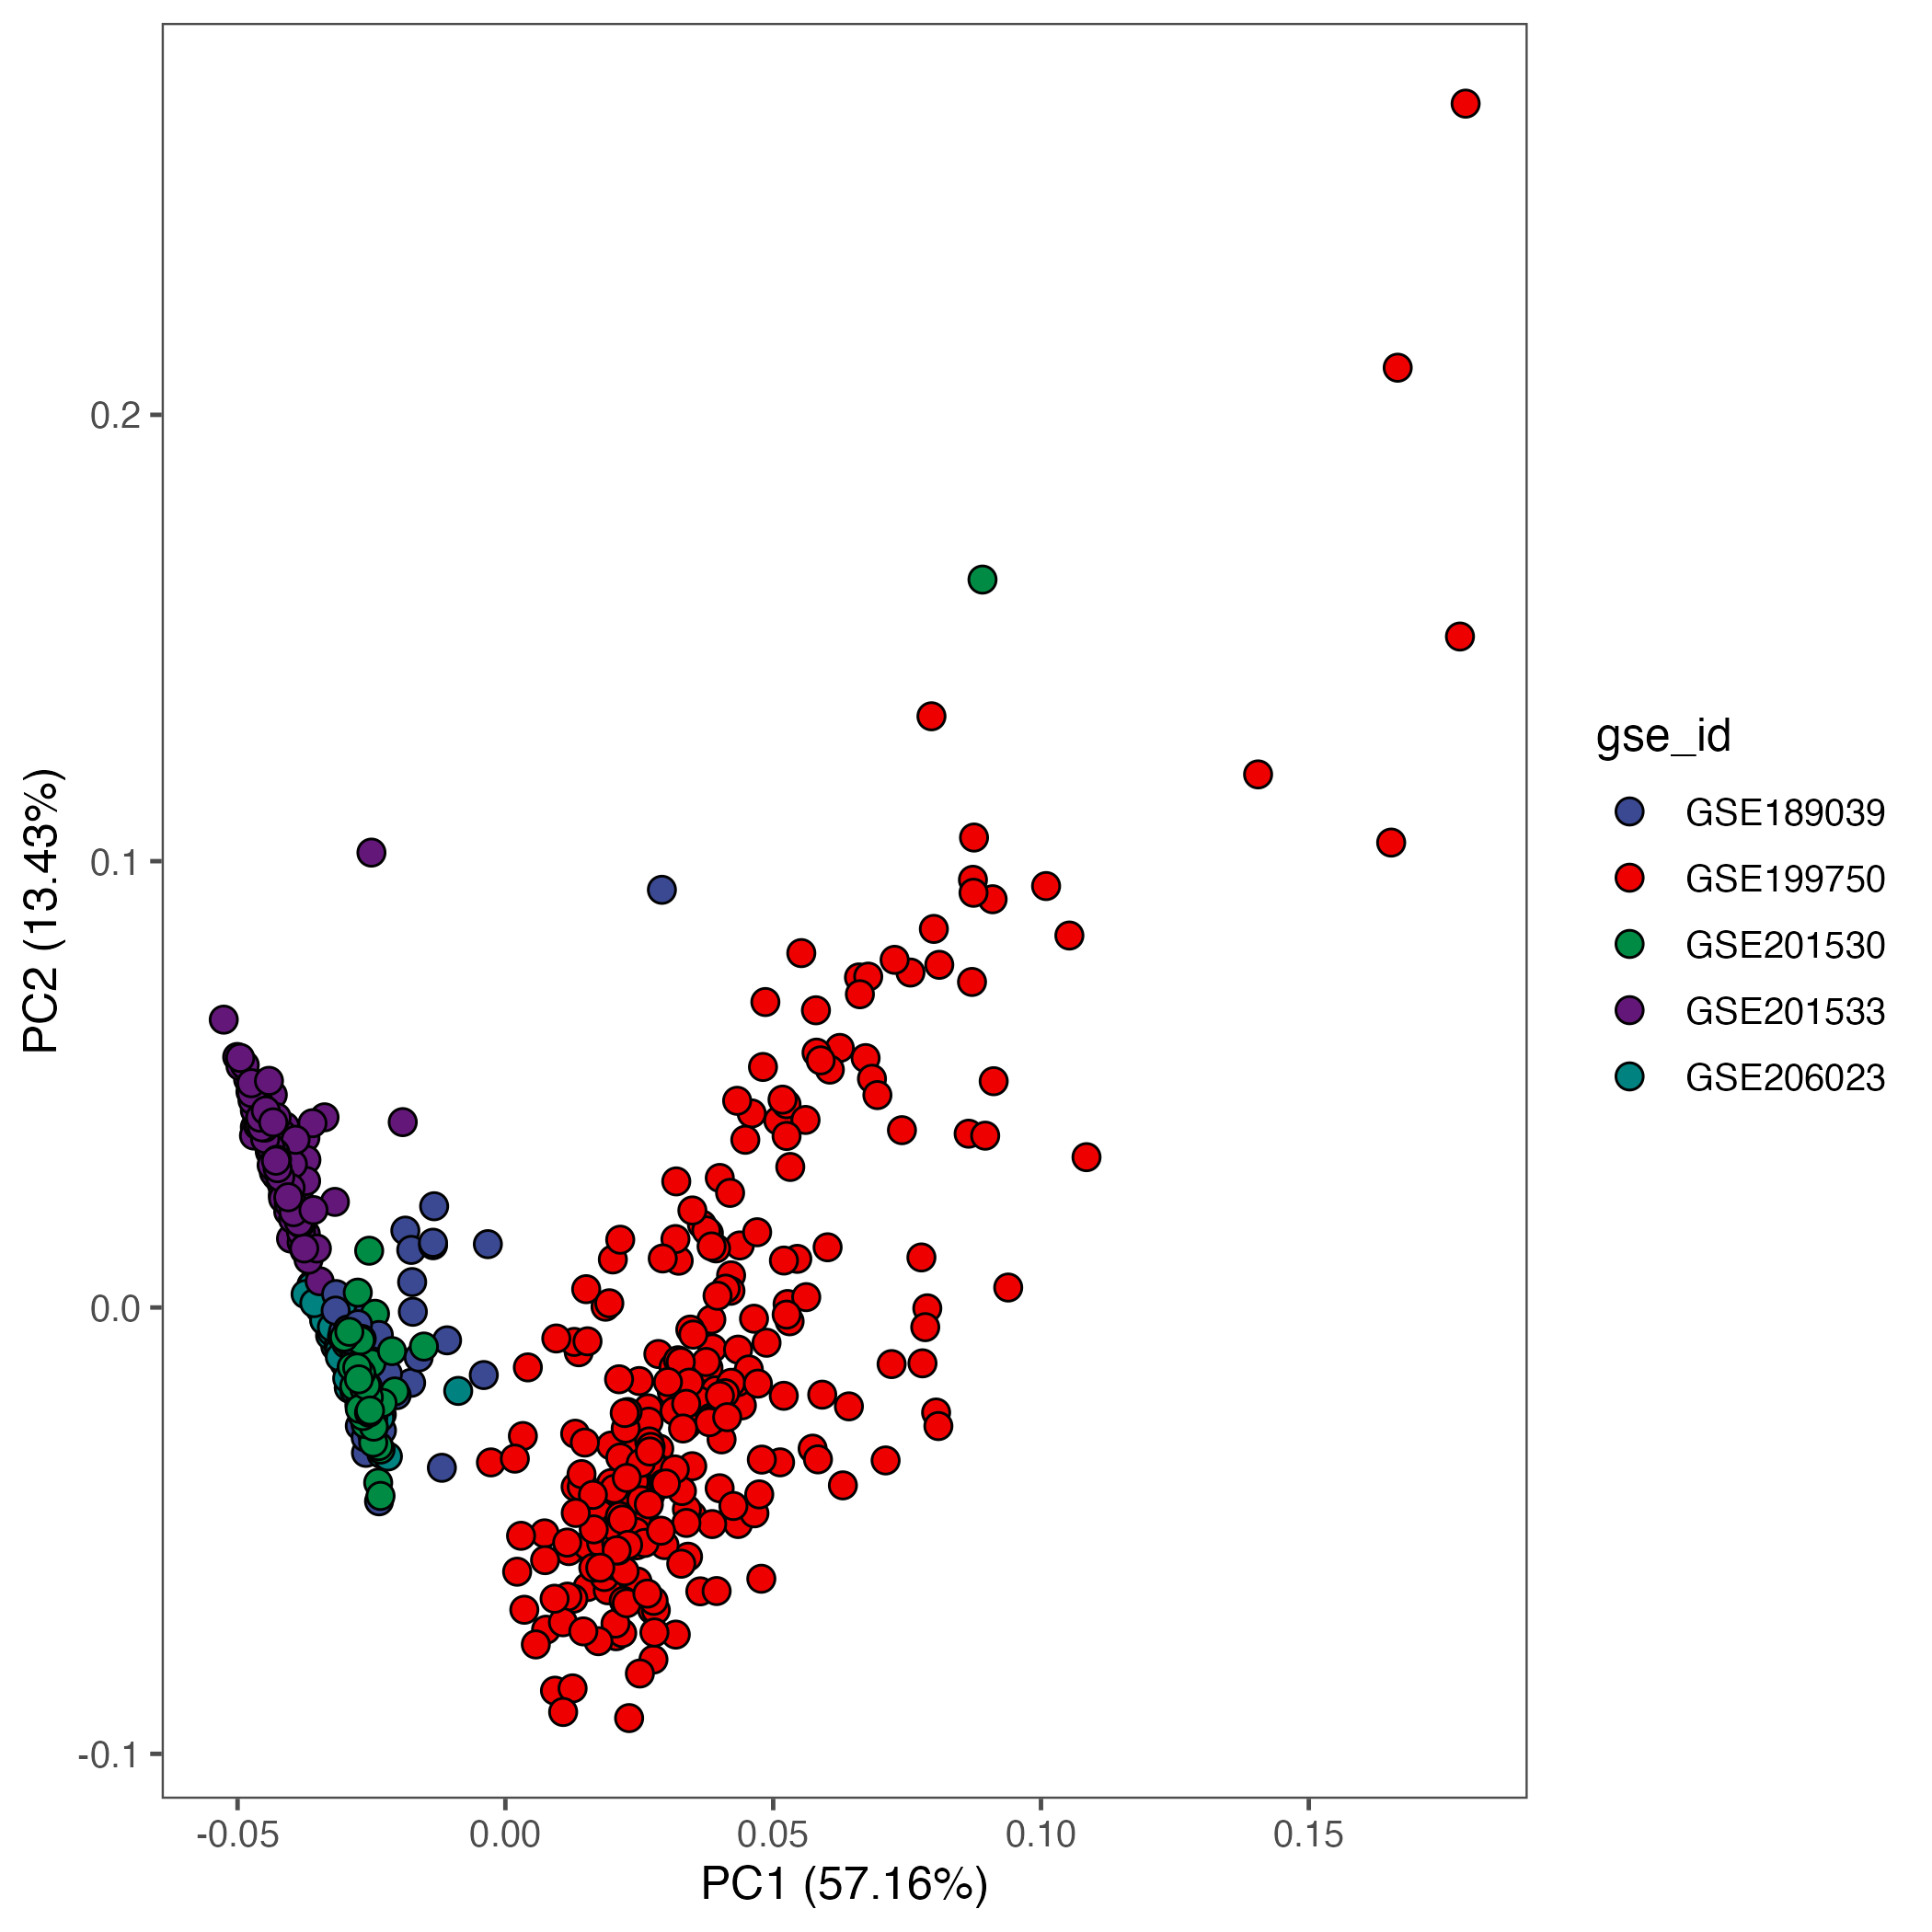 0.2
0.1
0.0
-0.1
PC2 (13.43%)
-0.05
0.00
0.05
0.10
0.15
PC1 (57.16%)
gse_id
GSE189039
GSE199750
GSE201530
GSE201533
GSE206023